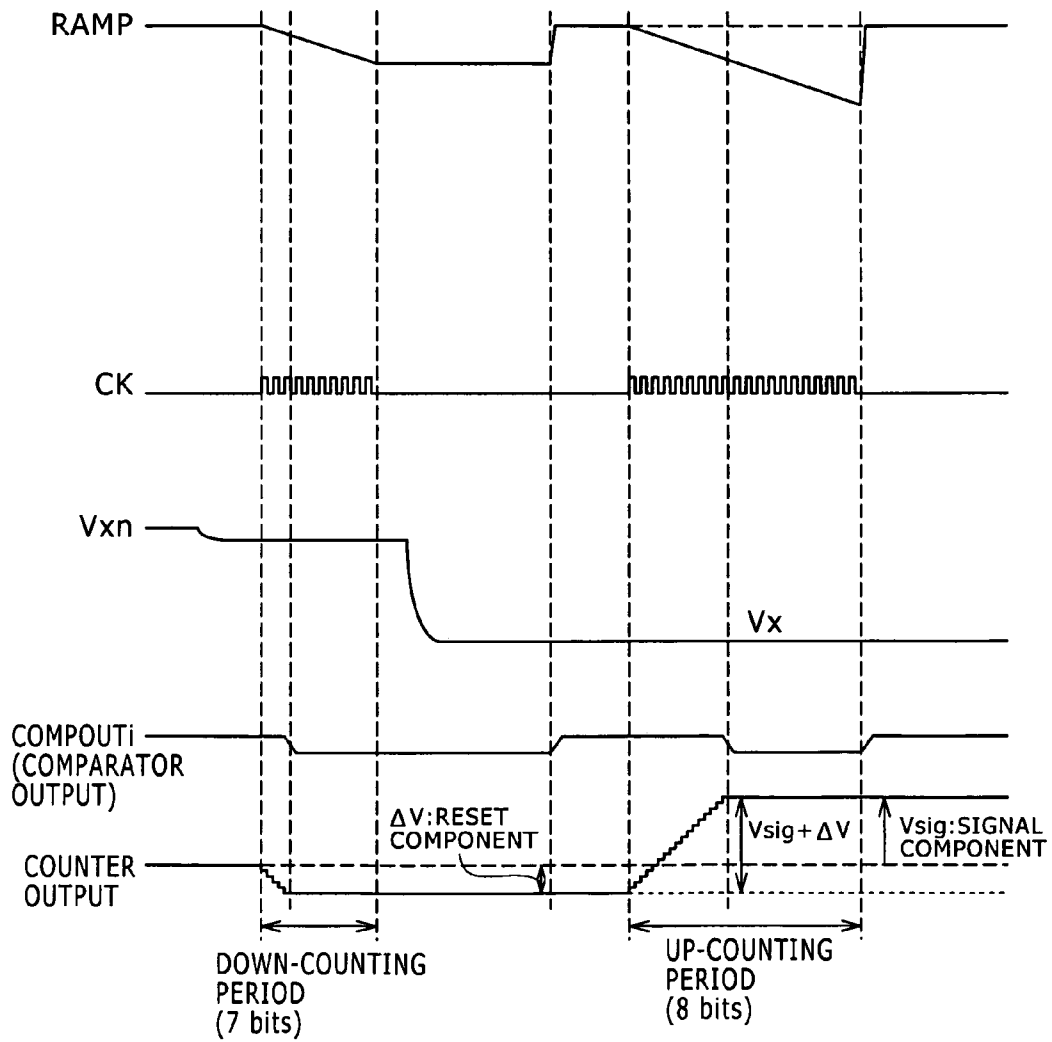 RAMP
CK
Vxn
Vx
COMPOUTi
(COMPARATOR
OUTPUT)
ΔV:RESET
COMPONENT
Vsig+ΔV
Vsig:SIGNAL
COMPONENT
COUNTER
OUTPUT
DOWN-COUNTING
PERIOD
(7 bits)
UP-COUNTING
PERIOD
(8 bits)